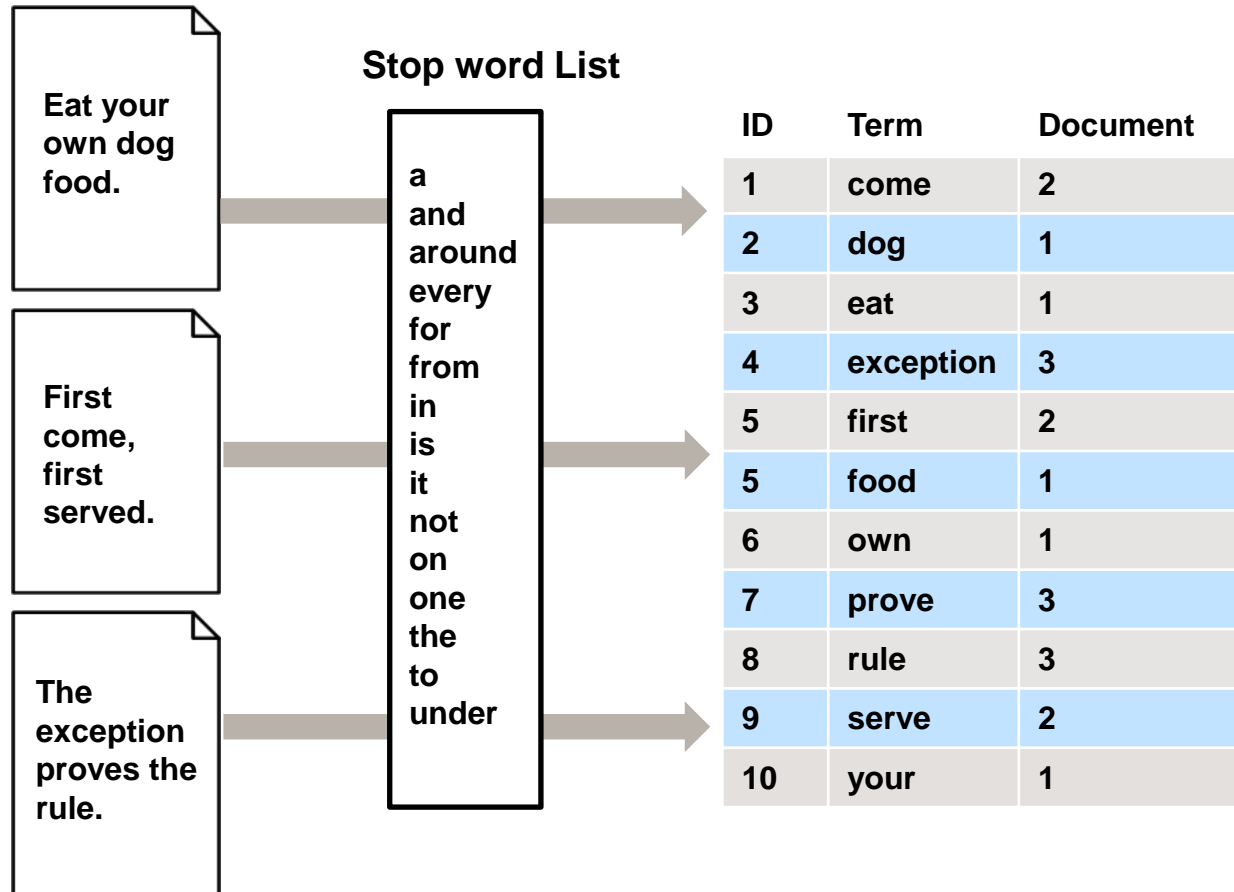 Eat your
own dog
food.
First
come,
first
served.
The
exception
proves the
rule.
Stop word List
a
and
around
every
for
from
in
is
it
not
on
one
the
to
under
ID Term Document
1 come 2
2 dog 1
3 eat 1
4 exception 3
5 first 2
5 food 1
6 own 1
7 prove 3
8 rule 3
9 serve 2
10 your 1